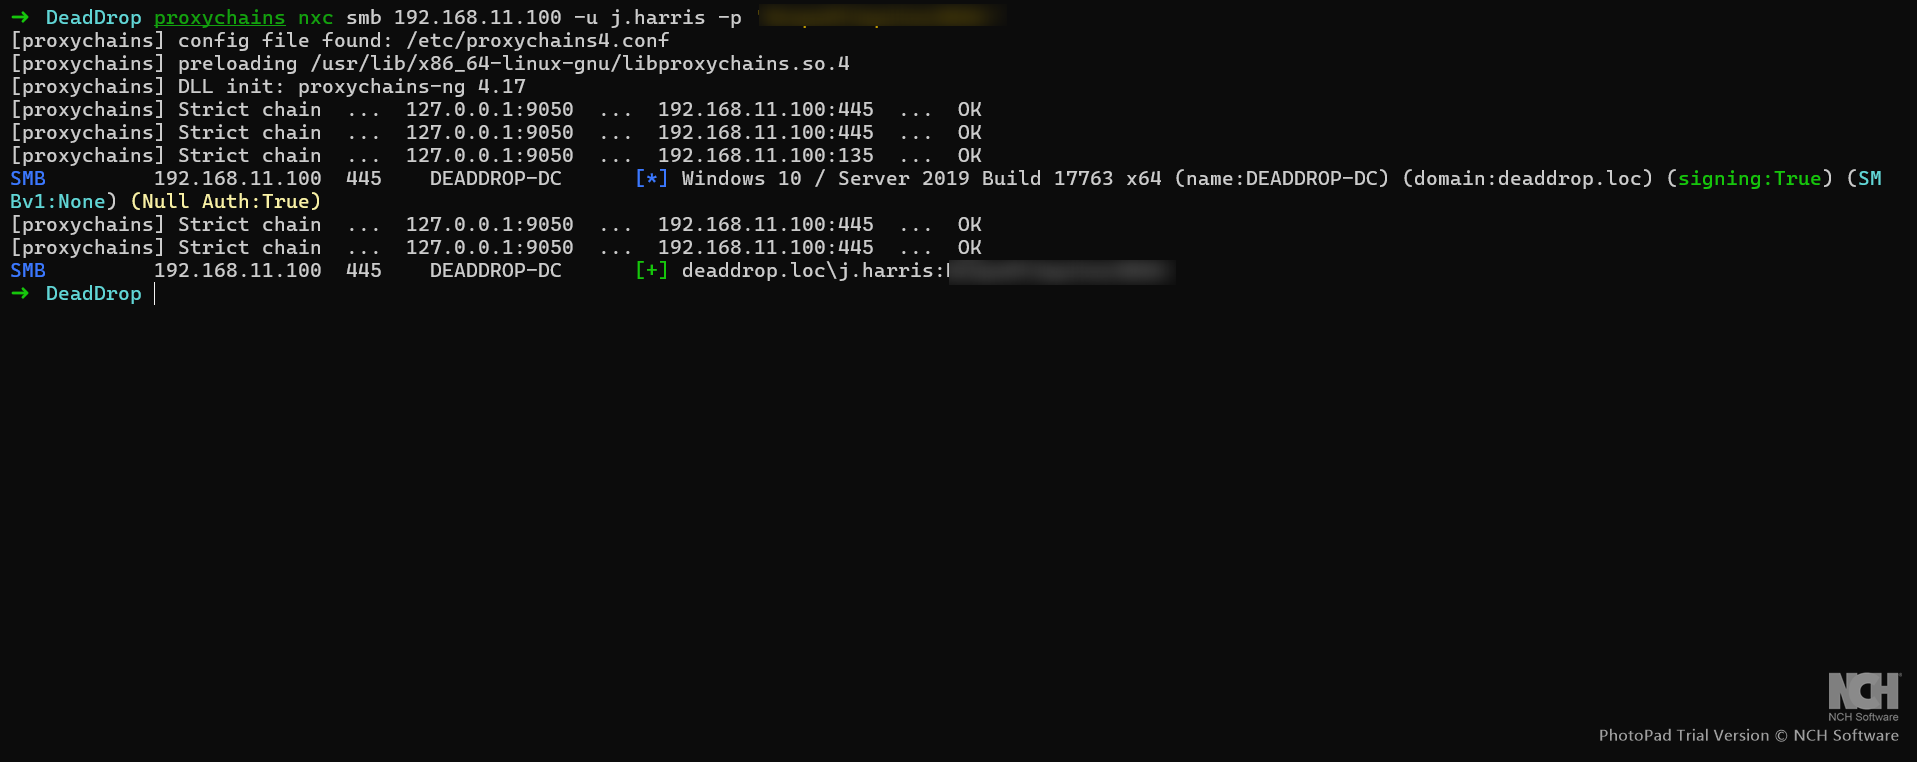 → DeadDrop proxychains nxc smb 192.168.11.100 -u j.harris -p
[proxychains] config file found: /etc/proxychains4.conf
[proxychains] preloading /usr/lib/x86_64-linux-gnu/libproxychains.so.4
[proxychains] DLL init: proxychains-ng 4.17
[proxychains] Strict chain ... 127.0.0.1:9050 ... 192.168.11.100:445 ... OK
[proxychains] Strict chain ... 127.0.0.1:9050 ... 192.168.11.100:445 ... OK
[proxychains] Strict chain ... 127.0.0.1:9050 ... 192.168.11.100:135 ... OK
SMB 192.168.11.100 445 DEADDROP-DC [*] Windows 10 / Server 2019 Build 17763 x64 (name:DEADDROP-DC) (domain:deaddrop.loc) (signing:True) (SM
Bv1:None) (Null Auth:True)
[proxychains] Strict chain ... 127.0.0.1:9050 ... 192.168.11.100:445 ... OK
[proxychains] Strict chain ... 127.0.0.1:9050 ... 192.168.11.100:445 ... OK
SMB 192.168.11.100 445 DEADDROP-DC [+] deaddrop.loc\j.harris:
→ DeadDrop
NCH
NCH Software
PhotoPad Trial Version © NCH Software